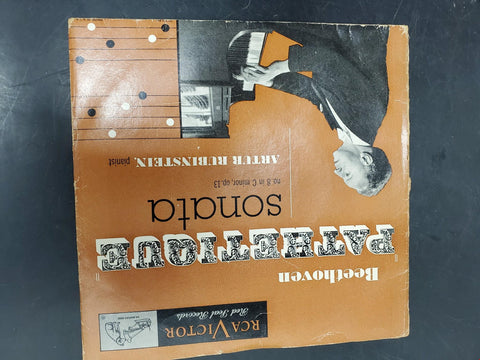 RCA VICTOR
Red Seal Records
Beethoven
"PATHETIQUE"
sonata
no. 8 in C minor, op. 13
ARTUR RUBINSTEIN, pianist